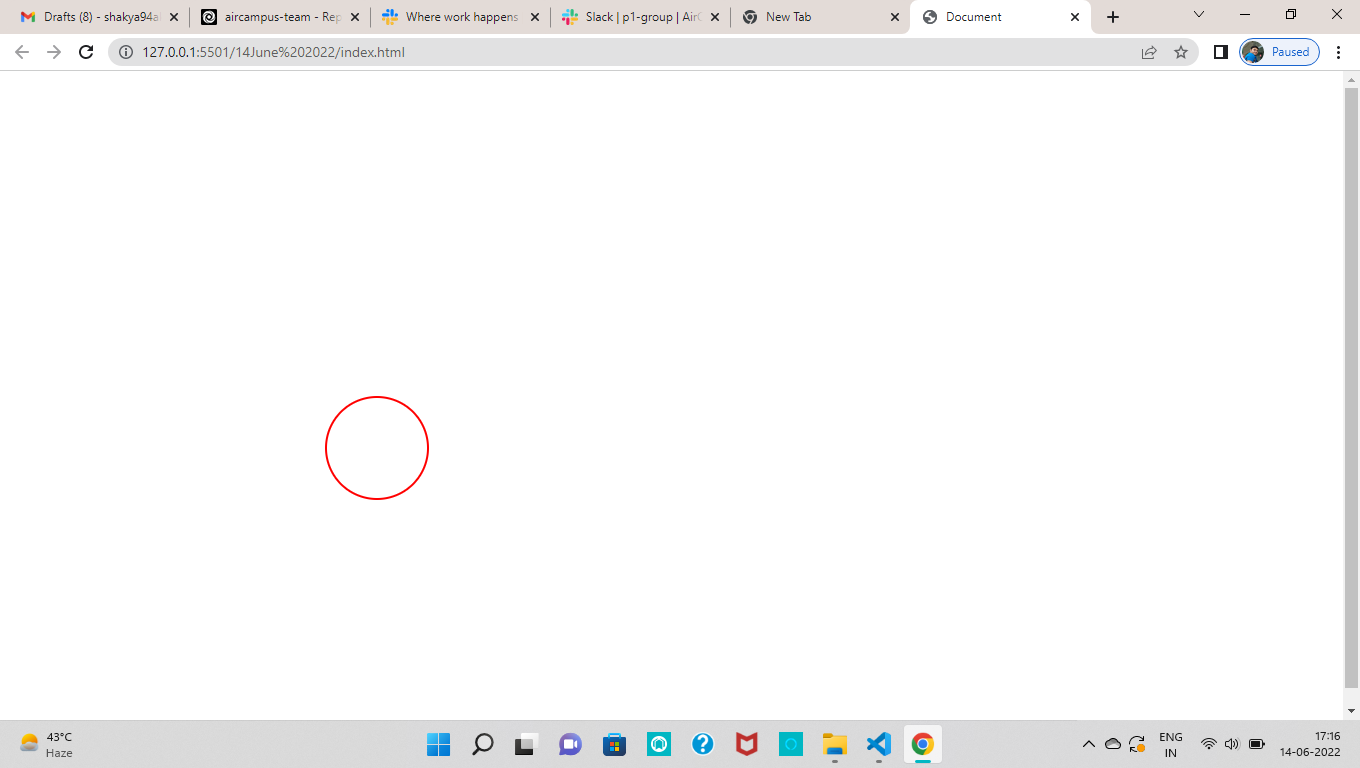 Drafts (8) - shakya94a
aircampus-team - Rep
Where work happens
Slack | p1-group | Air
New Tab
Document
127.0.0.1:5501/14June%202022/index.html
Paused
43°C
Haze
ENG
IN
17:16
14-06-2022